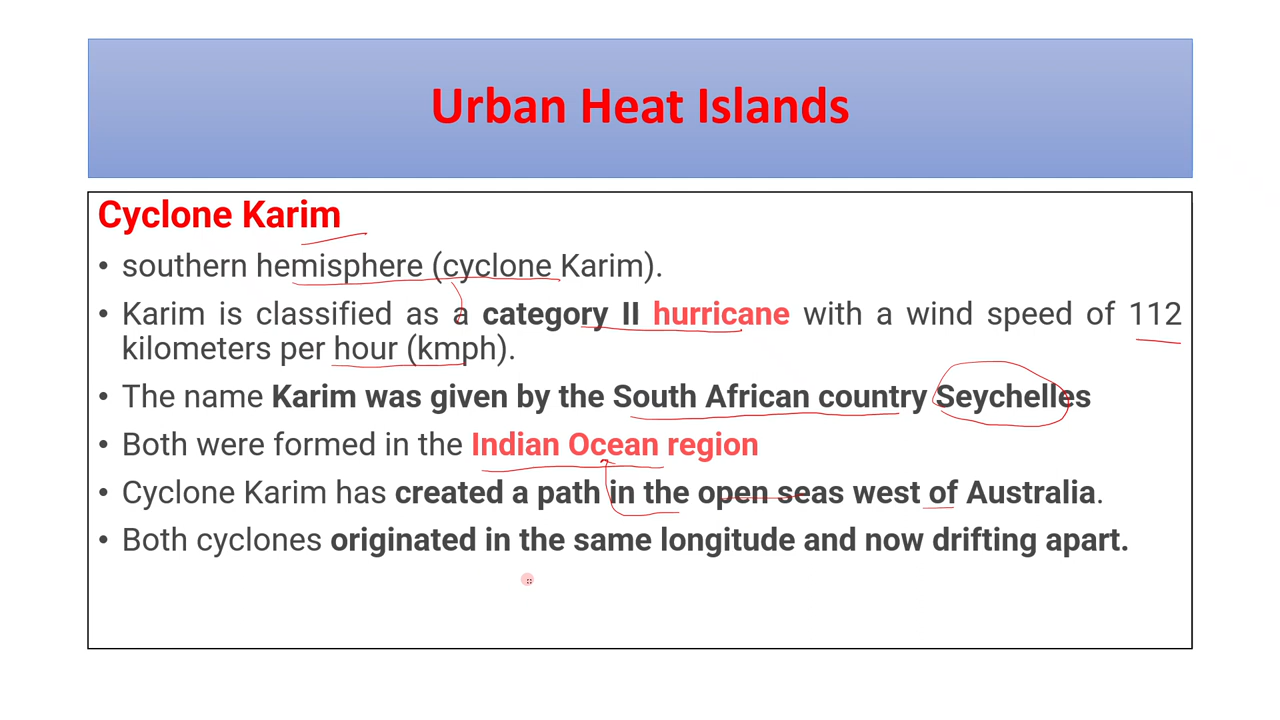 Urban Heat Islands
Cyclone Karim
• southern hemisphere (cyclone Karim).
• Karim is classified as a category II hurricane with a wind speed of 112
kilometers per hour (kmph).
• The name Karim was given by the South African country Seychelles
• Both were formed in the Indian Ocean region
• Cyclone Karim has created a path in the open seas west of Australia.
• Both cyclones originated in the same longitude and now drifting apart.